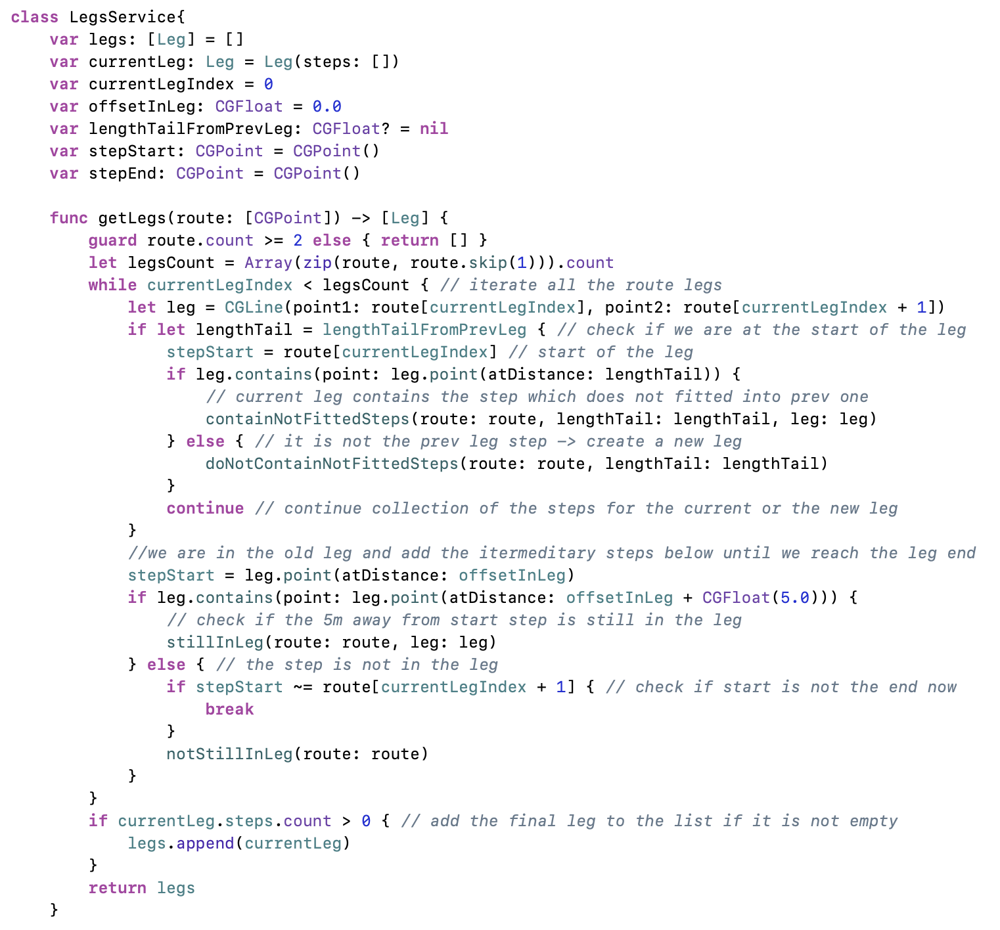 class LegsService{
    var legs: [Leg] = []
    var currentLeg: Leg = Leg(steps: [])
    var currentLegIndex = 0
    var offsetInLeg: CGFloat = 0.0
    var lengthTailFromPrevLeg: CGFloat? = nil
    var stepStart: CGPoint = CGPoint()
    var stepEnd: CGPoint = CGPoint()

    func getLegs(route: [CGPoint]) -> [Leg] {
        guard route.count >= 2 else { return [] }
        let legsCount = Array(zip(route, route.skip(1))).count
        while currentLegIndex < legsCount { // iterate all the route legs
            let leg = CGLine(point1: route[currentLegIndex], point2: route[currentLegIndex + 1])
            if let lengthTail = lengthTailFromPrevLeg { // check if we are at the start of the leg
                stepStart = route[currentLegIndex] // start of the leg
                if leg.contains(point: leg.point(atDistance: lengthTail)) {
                    // current leg contains the step which does not fitted into prev one
                    containNotFittedSteps(route: route, lengthTail: lengthTail, leg: leg)
                } else { // it is not the prev leg step -> create a new leg
                    doNotContainNotFittedSteps(route: route, lengthTail: lengthTail)
                }
                continue // continue collection of the steps for the current or the new leg
            }
            //we are in the old leg and add the itermeditary steps below until we reach the leg end
            stepStart = leg.point(atDistance: offsetInLeg)
            if leg.contains(point: leg.point(atDistance: offsetInLeg + CGFloat(5.0))) {
                // check if the 5m away from start step is still in the leg
                stillInLeg(route: route, leg: leg)
            } else { // the step is not in the leg
                if stepStart ~= route[currentLegIndex + 1] { // check if start is not the end now
                    break
                }
                notStillInLeg(route: route)
            }
        }
        if currentLeg.steps.count > 0 { // add the final leg to the list if it is not empty
            legs.append(currentLeg)
        }
        return legs
    }